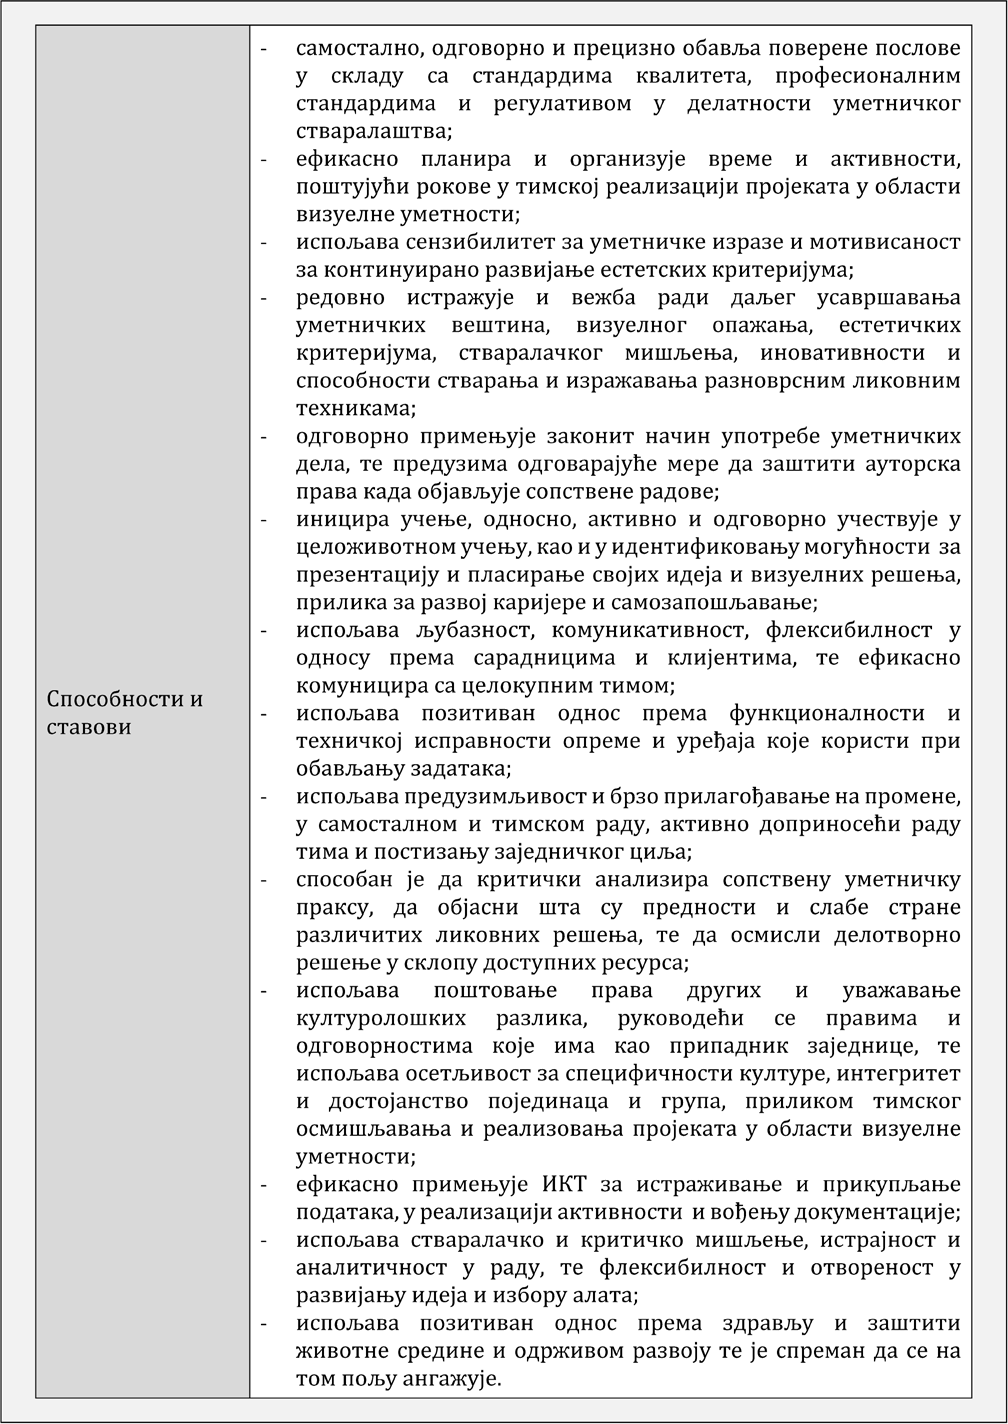 Способности и
ставови
- самостално, одговорно и прецизно обавља поверене послове
у складу са стандардима квалитета, професионалним
стандардима и регулативом у делатности уметничког
стваралаштва;
- ефикасно планира и организује време и активности,
поштујући рокове у тимској реализацији пројеката у области
визуелне уметности;
- испољава сензибилитет за уметничке изразе и мотивисаност
за континуирано развијање естетских критеријума;
- редовно истражује и вежба ради даљег усавршавања
уметничких вештина, визуелног опажања, естетичких
критеријума, стваралачког мишљења, иновативности и
способности стварања и изражавања разноврсним ликовним
техникама;
- одговорно примењује законит начин употребе уметничких
дела, те предузима одговарајуће мере да заштити ауторска
права када објављује сопствене радове;
- иницира учење, односно, активно и одговорно учествује у
целоживотном учењу, као и у идентификовању могућности за
презентацију и пласирање својих идеја и визуелних решења,
прилика за развој каријере и самозапошљавање;
- испољава љубазност, комуникативност, флексибилност у
односу према сарадницима и клијентима, те ефикасно
комуницира са целокупним тимом;
- испољава позитиван однос према функционалности и
техничкој исправности опреме и уређаја које користи при
обављању задатака;
- испољава предузимљивост и брзо прилагођавање на промене,
у самосталном и тимском раду, активно доприносећи раду
тима и постизању заједничког циља;
- способан је да критички анализира сопствену уметничку
праксу, да објасни шта су предности и слабе стране
различитих ликовних решења, те да осмисли делотворно
решење у склопу доступних ресурса;
- испољава поштовање права других и уважавање
културолошких разлика, руководећи се правима и
одговорностима које има као припадник заједнице, те
испољава осетљивост за специфичности културе, интегритет
и достојанство појединаца и група, приликом тимског
осмишљавања и реализовања пројеката у области визуелне
уметности;
- ефикасно примењује ИКТ за истраживање и прикупљање
података, у реализацији активности и вођењу документације;
- испољава стваралачко и критичко мишљење, истрајност и
аналитичност у раду, те флексибилност и отвореност у
развијању идеја и избору алата;
- испољава позитиван однос према здрављу и заштити
животне средине и одрживом развоју те је спреман да се на
том пољу ангажује.